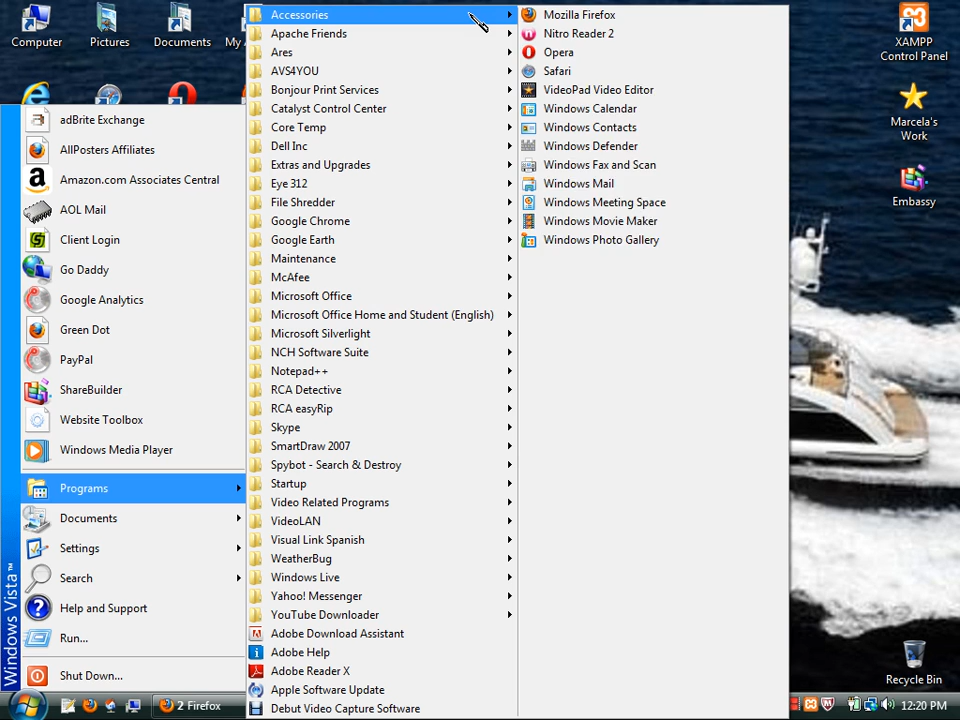 Computer
Pictures
Documents
My
XAMPP
Control Panel
Marcela's
Work
Embassy
Recycle Bin
adBrite Exchange
AllPosters Affiliates
Amazon.com Associates Central
AOL Mail
Client Login
Go Daddy
Google Analytics
Green Dot
PayPal
ShareBuilder
Website Toolbox
Windows Media Player
Programs
Documents
Settings
Search
Help and Support
Run...
Shut Down...
Windows Vista™
Accessories
Apache Friends
Ares
AVS4YOU
Bonjour Print Services
Catalyst Control Center
Core Temp
Dell Inc
Extras and Upgrades
Eye 312
File Shredder
Google Chrome
Google Earth
Maintenance
McAfee
Microsoft Office
Microsoft Office Home and Student (English)
Microsoft Silverlight
NCH Software Suite
Notepad++
RCA Detective
RCA easyRip
Skype
SmartDraw 2007
Spybot - Search & Destroy
Startup
Video Related Programs
VideoLAN
Visual Link Spanish
WeatherBug
Windows Live
Yahoo! Messenger
YouTube Downloader
Adobe Download Assistant
Adobe Help
Adobe Reader X
Apple Software Update
Debut Video Capture Software
Mozilla Firefox
Nitro Reader 2
Opera
Safari
VideoPad Video Editor
Windows Calendar
Windows Contacts
Windows Defender
Windows Fax and Scan
Windows Mail
Windows Meeting Space
Windows Movie Maker
Windows Photo Gallery
2 Firefox
12:20 PM